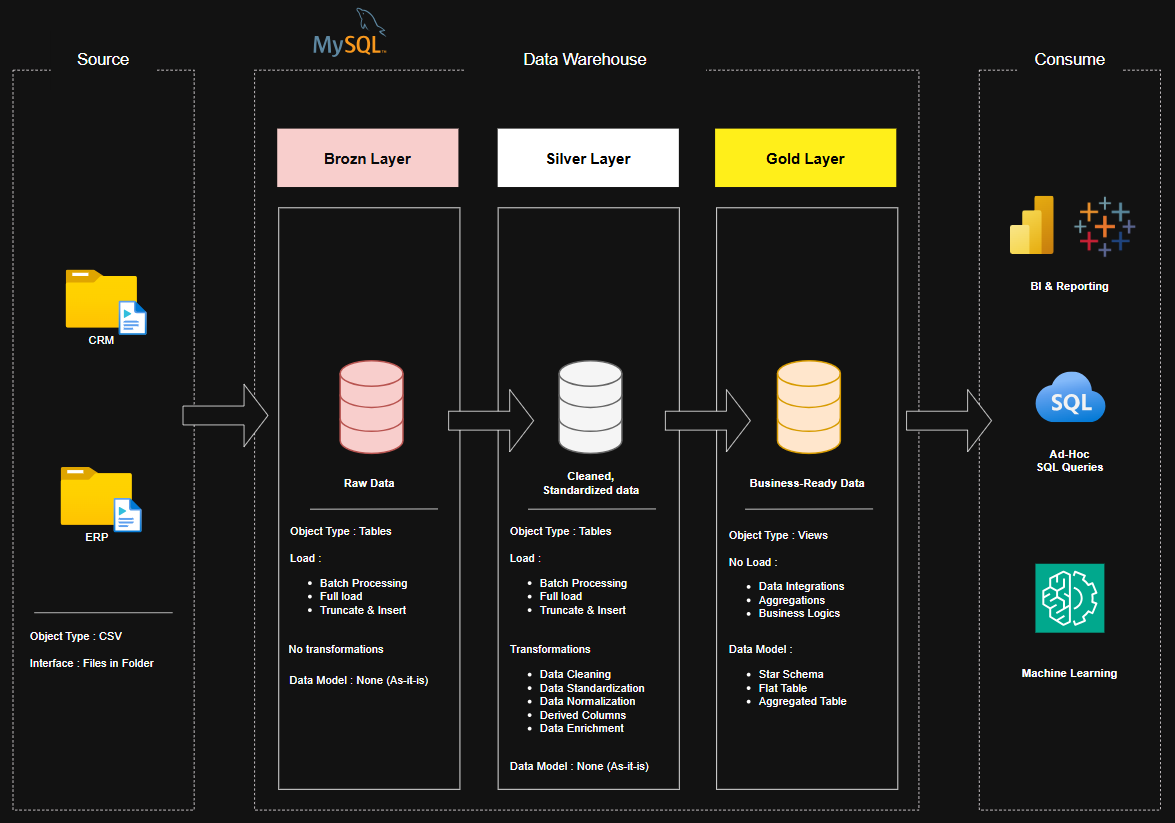 Source
CRM
ERP
Object Type : CSV
Interface : Files in Folder
MySQL
Data Warehouse
Brozn Layer
Raw Data
Object Type : Tables
Load :
Batch Processing
Full load
Truncate & Insert
No transformations
Data Model : None (As-it-is)
Silver Layer
Cleaned,
Standardized data
Object Type : Tables
Load :
Batch Processing
Full load
Truncate & Insert
Transformations
Data Cleaning
Data Standardization
Data Normalization
Derived Columns
Data Enrichment
Data Model : None (As-it-is)
Gold Layer
Business-Ready Data
Object Type : Views
No Load :
Data Integrations
Aggregations
Business Logics
Data Model :
Star Schema
Flat Table
Aggregated Table
Consume
BI & Reporting
SQL
Ad-Hoc
SQL Queries
Machine Learning